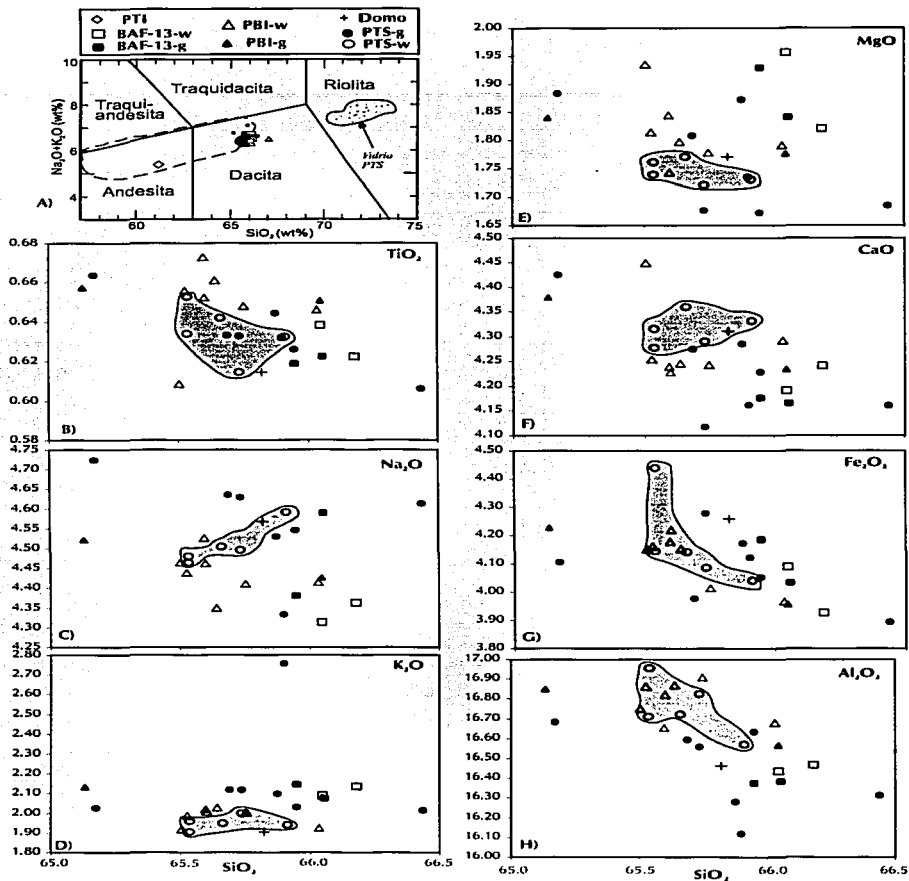 PTI
BAF-13-w
BAF-13-g
PBI-w
PBI-g
Domo
PTS-g
PTS-w
10
8
6
4
Na₂O+K₂O (wt%)
Traqui-
andesita
Traquidacita
Riolita
Vidrio
PTS
Andesita
Dacita
A)
60
65
70
75
SiO₂ (wt%)
TiO₂
0.68
0.66
0.64
0.62
0.60
0.58
B)
Na₂O
4.75
4.70
4.65
4.60
4.55
4.50
4.45
4.40
4.35
4.30
4.25
C)
K₂O
2.80
2.70
2.60
2.50
2.40
2.30
2.20
2.10
2.00
1.90
D)
65.0
65.5
66.0
66.5
SiO₂
MgO
2.00
1.95
1.90
1.85
1.80
1.75
1.70
1.65
E)
CaO
4.50
4.40
4.30
4.20
4.10
F)
Fe₂O₃
4.50
4.40
4.30
4.20
4.10
4.00
3.90
3.80
G)
Al₂O₃
17.00
16.90
16.80
16.70
16.60
16.50
16.40
16.30
16.20
16.10
16.00
H)
65.0
65.5
66.0
66.5
SiO₂